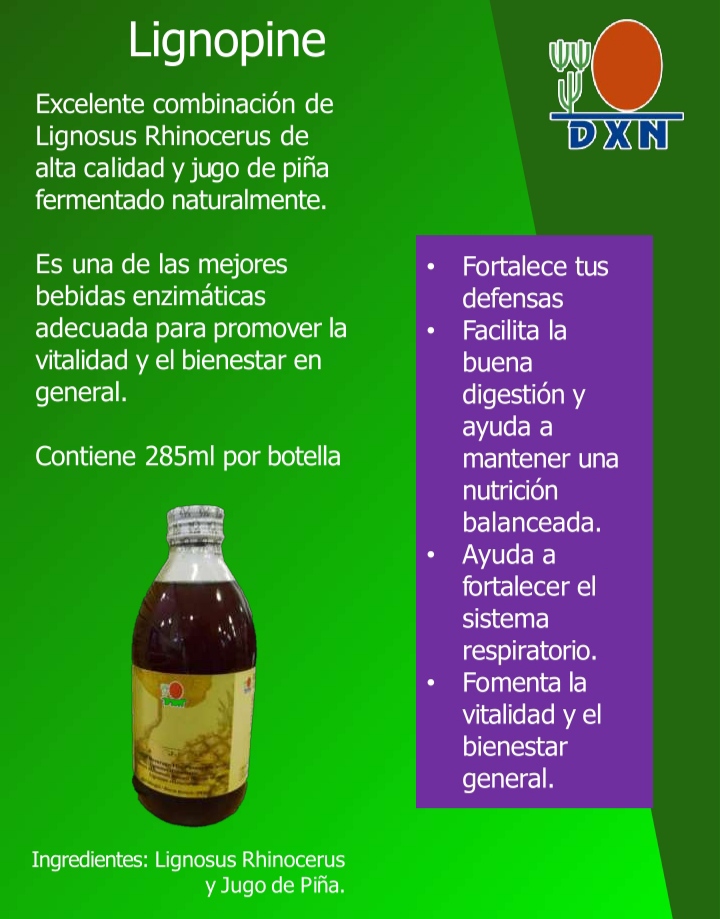 Lignopine
DXN
Excelente combinación de
Lignosus Rhinocerus de
alta calidad y jugo de piña
fermentado naturalmente.
Es una de las mejores
bebidas enzimáticas
adecuada para promover la
vitalidad y el bienestar en
general.
Contiene 285ml por botella
• Fortalece tus
defensas
• Facilita la
buena
digestión y
ayuda a
mantener una
nutrición
balanceada.
• Ayuda a
fortalecer el
sistema
respiratorio.
• Fomenta la
vitalidad y el
bienestar
general.
Ingredientes: Lignosus Rhinocerus
y Jugo de Piña.